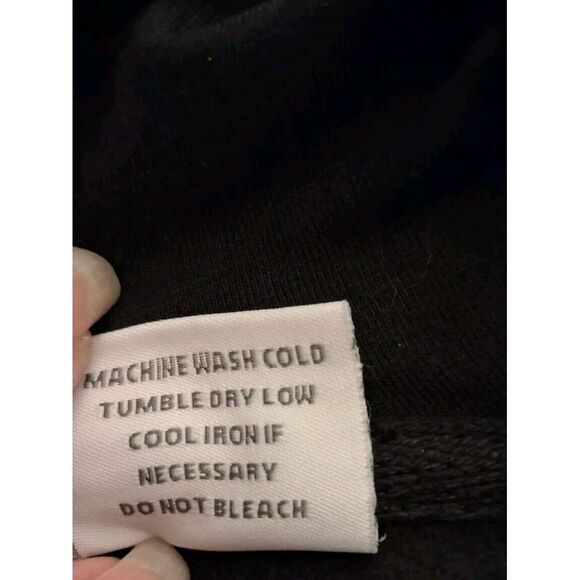 MACHINE WASH COLD
TUMBLE DRY LOW
COOL IRON IF
NECESSARY
DO NOT BLEACH